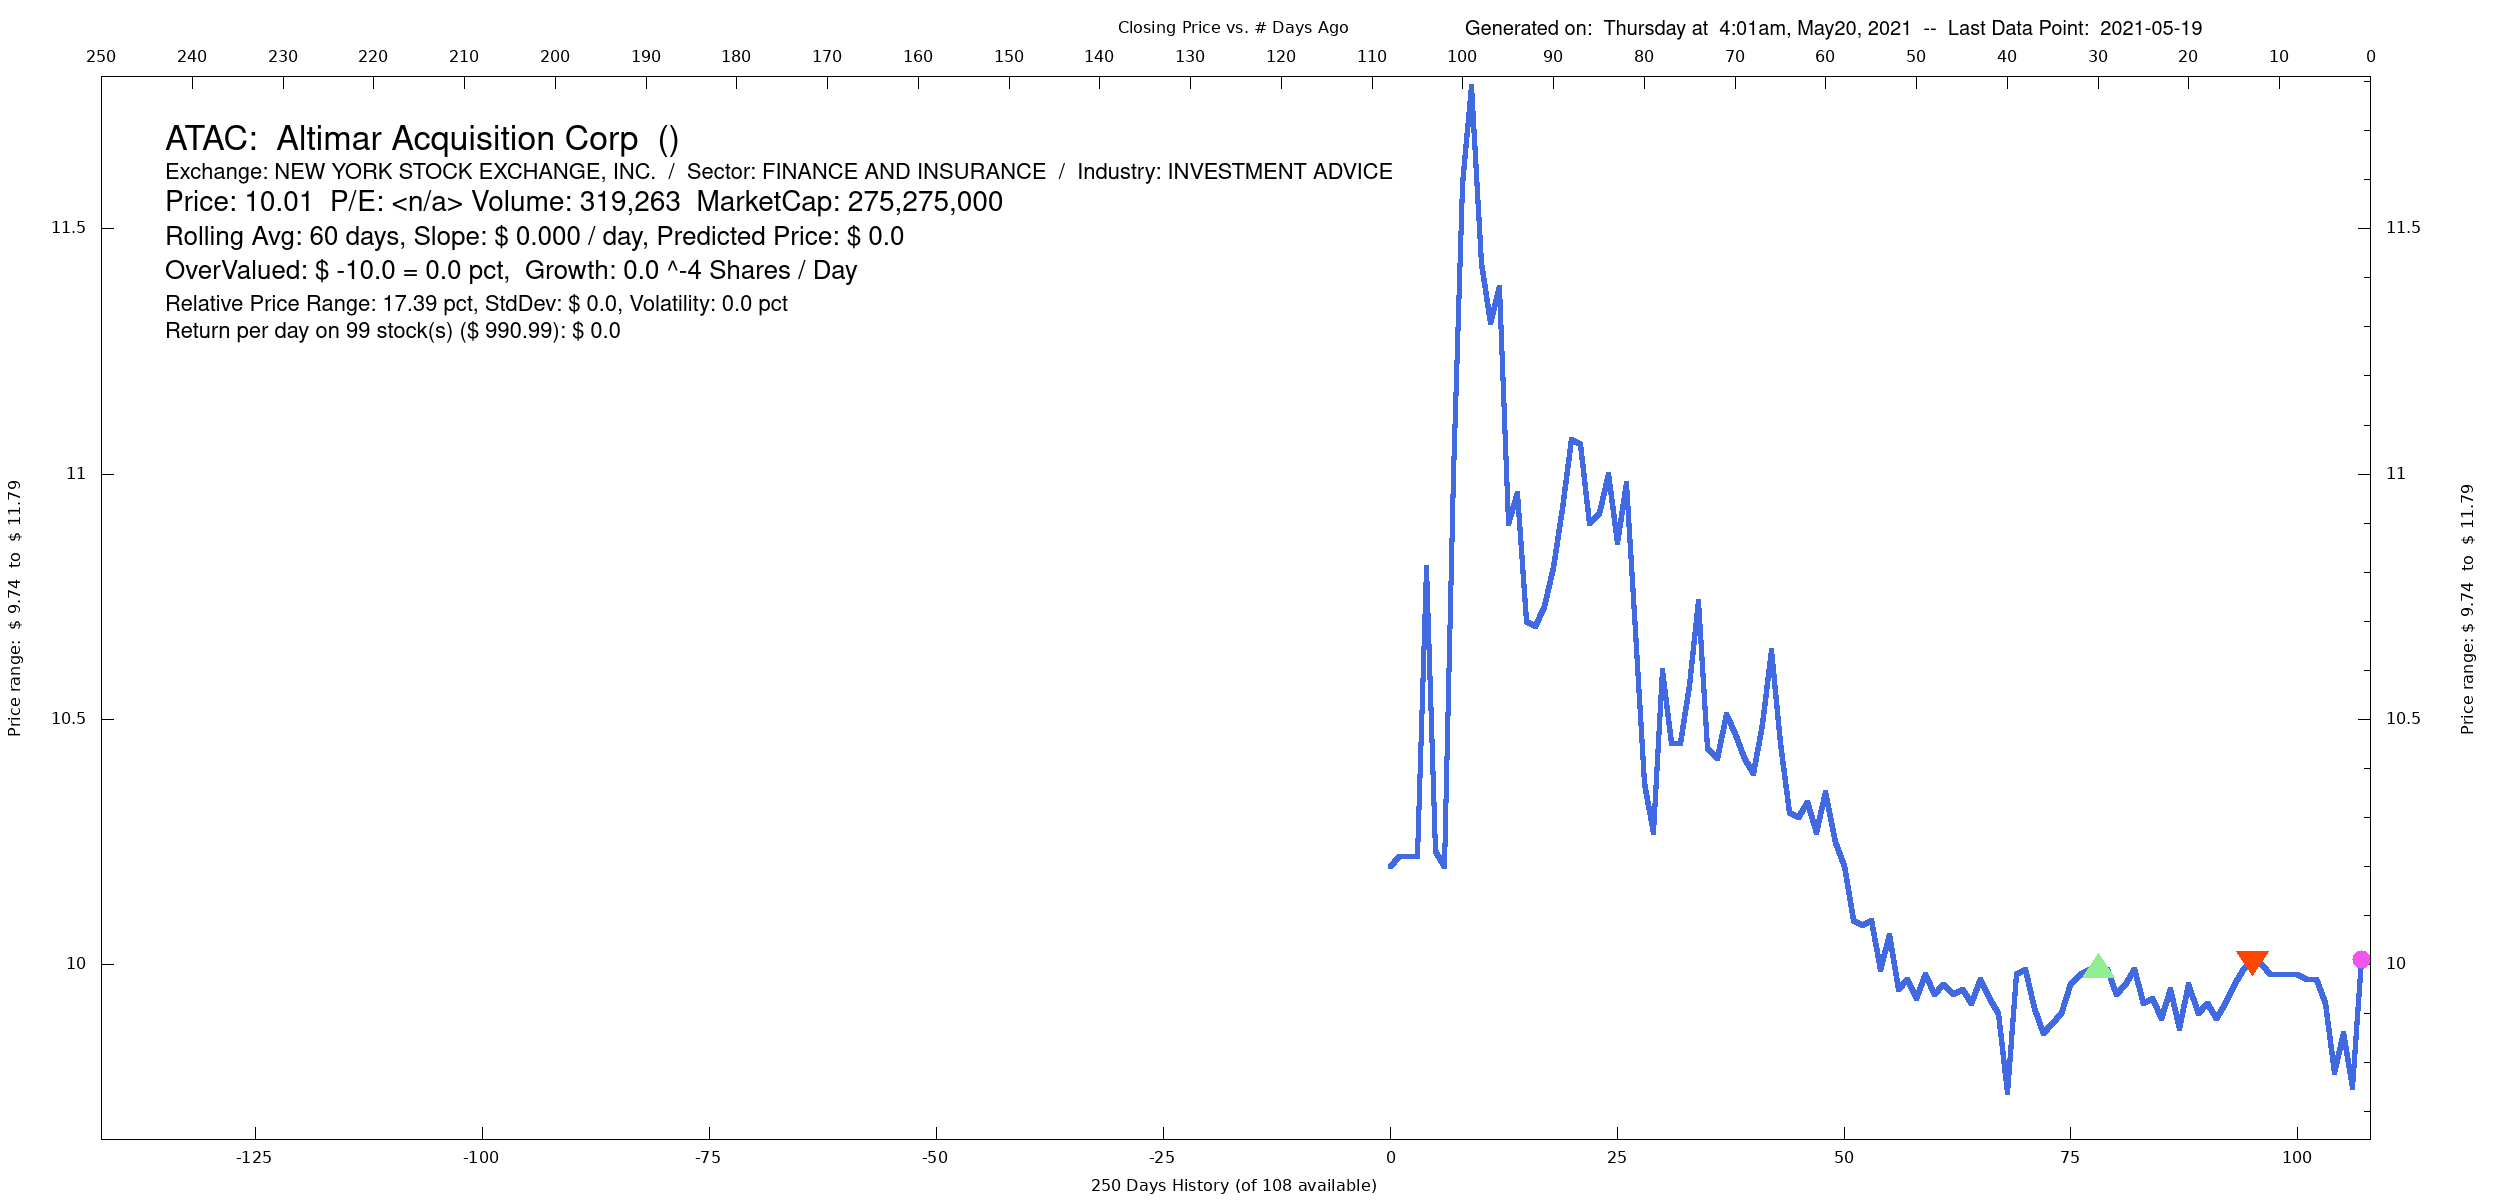 Closing Price vs. # Days Ago
Generated on:  Thursday at  4:01am, May20, 2021  --  Last Data Point:  2021-05-19
250 240 230 220 210 200 190 180 170 160 150 140 130 120 110 100 90 80 70 60 50 40 30 20 10 0
ATAC:  Altimar Acquisition Corp  ()
Exchange: NEW YORK STOCK EXCHANGE, INC.  /  Sector: FINANCE AND INSURANCE  /  Industry: INVESTMENT ADVICE
Price: 10.01  P/E: <n/a> Volume: 319,263  MarketCap: 275,275,000
Rolling Avg: 60 days, Slope: $ 0.000 / day, Predicted Price: $ 0.0
OverValued: $ -10.0 = 0.0 pct,  Growth: 0.0 ^-4 Shares / Day
Relative Price Range: 17.39 pct, StdDev: $ 0.0, Volatility: 0.0 pct
Return per day on 99 stock(s) ($ 990.99): $ 0.0
11.5 11.5
11 11
10.5 10.5
10 10
Price range:  $ 9.74  to  $ 11.79
Price range: $ 9.74  to  $ 11.79
-125 -100 -75 -50 -25 0 25 50 75 100
250 Days History (of 108 available)